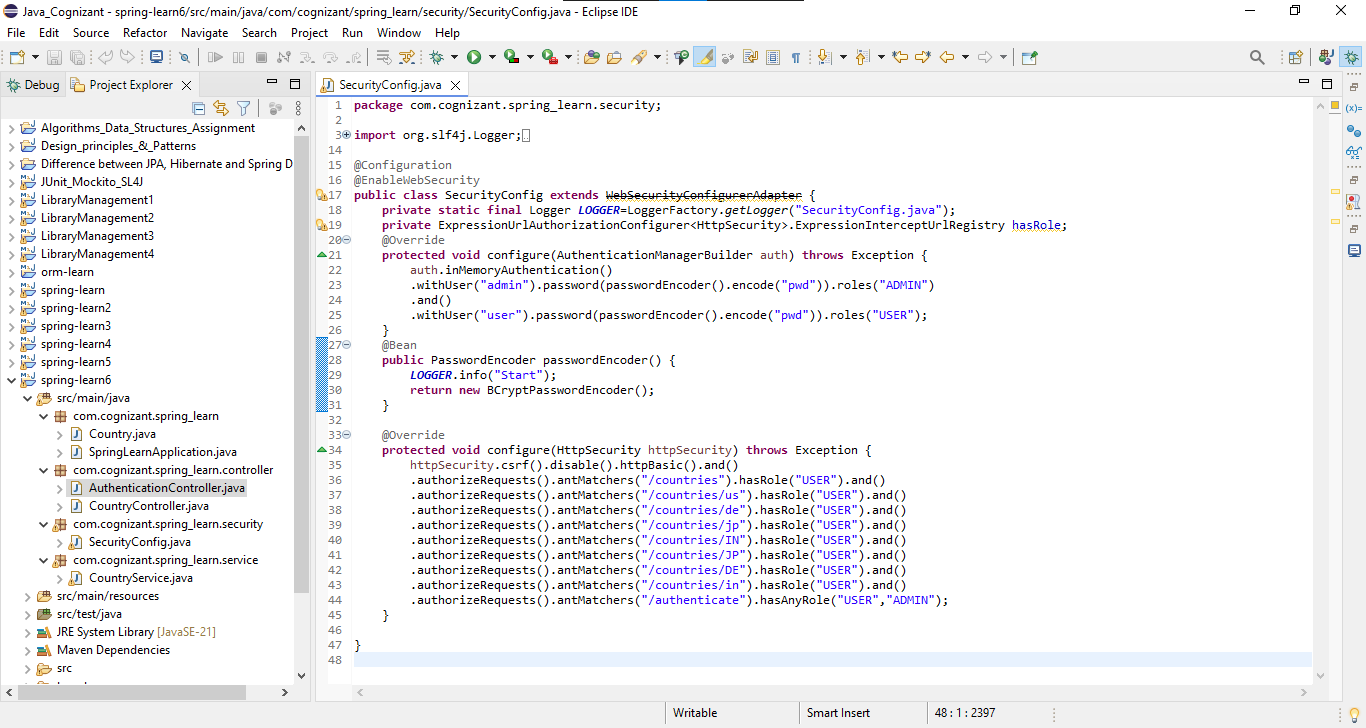 Java_Cognizant - spring-learn6/src/main/java/com/cognizant/spring_learn/security/SecurityConfig.java - Eclipse IDE
File Edit Source Refactor Navigate Search Project Run Window Help
Debug Project Explorer
SecurityConfig.java
Algorithms_Data_Structures_Assignment
Design_principles_&_Patterns
Difference between JPA, Hibernate and Spring D
JUnit_Mockito_SL4J
LibraryManagement1
LibraryManagement2
LibraryManagement3
LibraryManagement4
orm-learn
spring-learn
spring-learn2
spring-learn3
spring-learn4
spring-learn5
spring-learn6
src/main/java
com.cognizant.spring_learn
Country.java
SpringLearnApplication.java
com.cognizant.spring_learn.controller
AuthenticationController.java
CountryController.java
com.cognizant.spring_learn.security
SecurityConfig.java
com.cognizant.spring_learn.service
CountryService.java
src/main/resources
src/test/java
JRE System Library [JavaSE-21]
Maven Dependencies
src
1 package com.cognizant.spring_learn.security;
2
3 import org.slf4j.Logger;
14
15 @Configuration
16 @EnableWebSecurity
17 public class SecurityConfig extends WebSecurityConfigurerAdapter {
18 private static final Logger LOGGER=LoggerFactory.getLogger("SecurityConfig.java");
19 private ExpressionUrlAuthorizationConfigurer<HttpSecurity>.ExpressionInterceptUrlRegistry hasRole;
20 @Override
21 protected void configure(AuthenticationManagerBuilder auth) throws Exception {
22 auth.inMemoryAuthentication()
23 .withUser("admin").password(passwordEncoder().encode("pwd")).roles("ADMIN")
24 .and()
25 .withUser("user").password(passwordEncoder().encode("pwd")).roles("USER");
26 }
27 @Bean
28 public PasswordEncoder passwordEncoder() {
29 LOGGER.info("Start");
30 return new BCryptPasswordEncoder();
31 }
32
33 @Override
34 protected void configure(HttpSecurity httpSecurity) throws Exception {
35 httpSecurity.csrf().disable().httpBasic().and()
36 .authorizeRequests().antMatchers("/countries").hasRole("USER").and()
37 .authorizeRequests().antMatchers("/countries/us").hasRole("USER").and()
38 .authorizeRequests().antMatchers("/countries/de").hasRole("USER").and()
39 .authorizeRequests().antMatchers("/countries/jp").hasRole("USER").and()
40 .authorizeRequests().antMatchers("/countries/IN").hasRole("USER").and()
41 .authorizeRequests().antMatchers("/countries/JP").hasRole("USER").and()
42 .authorizeRequests().antMatchers("/countries/DE").hasRole("USER").and()
43 .authorizeRequests().antMatchers("/countries/in").hasRole("USER").and()
44 .authorizeRequests().antMatchers("/authenticate").hasAnyRole("USER","ADMIN");
45 }
46
47 }
48
Writable Smart Insert 48 : 1 : 2397